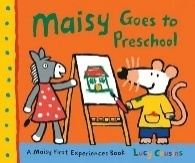 Maisy Goes to
Preschool
A Maisy First Experiences Book
Lucy Cousins